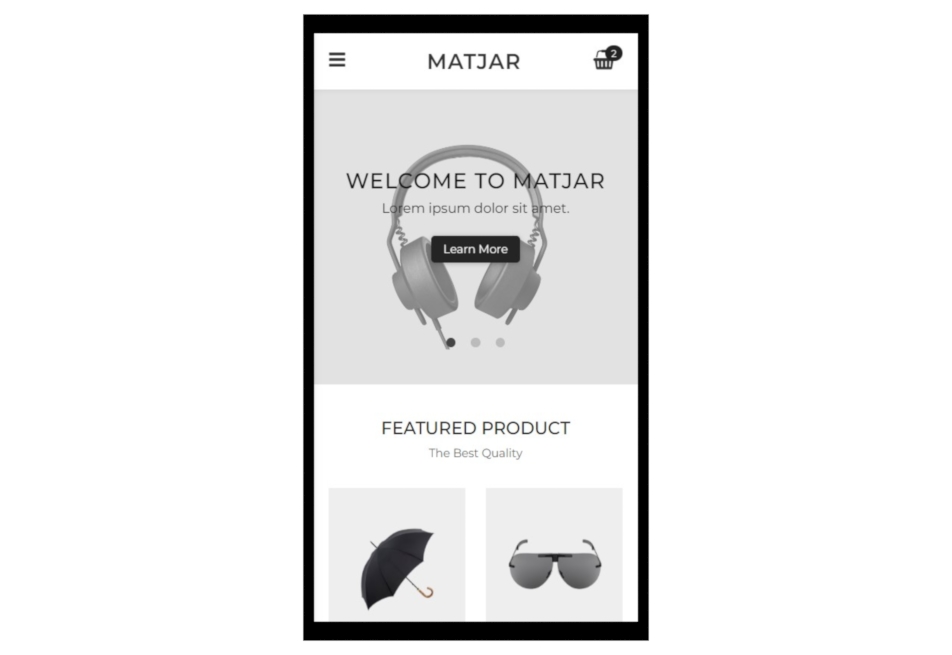 MATJAR
2
WELCOME TO MATJAR
Lorem ipsum dolor sit amet.
Learn More
FEATURED PRODUCT
The Best Quality